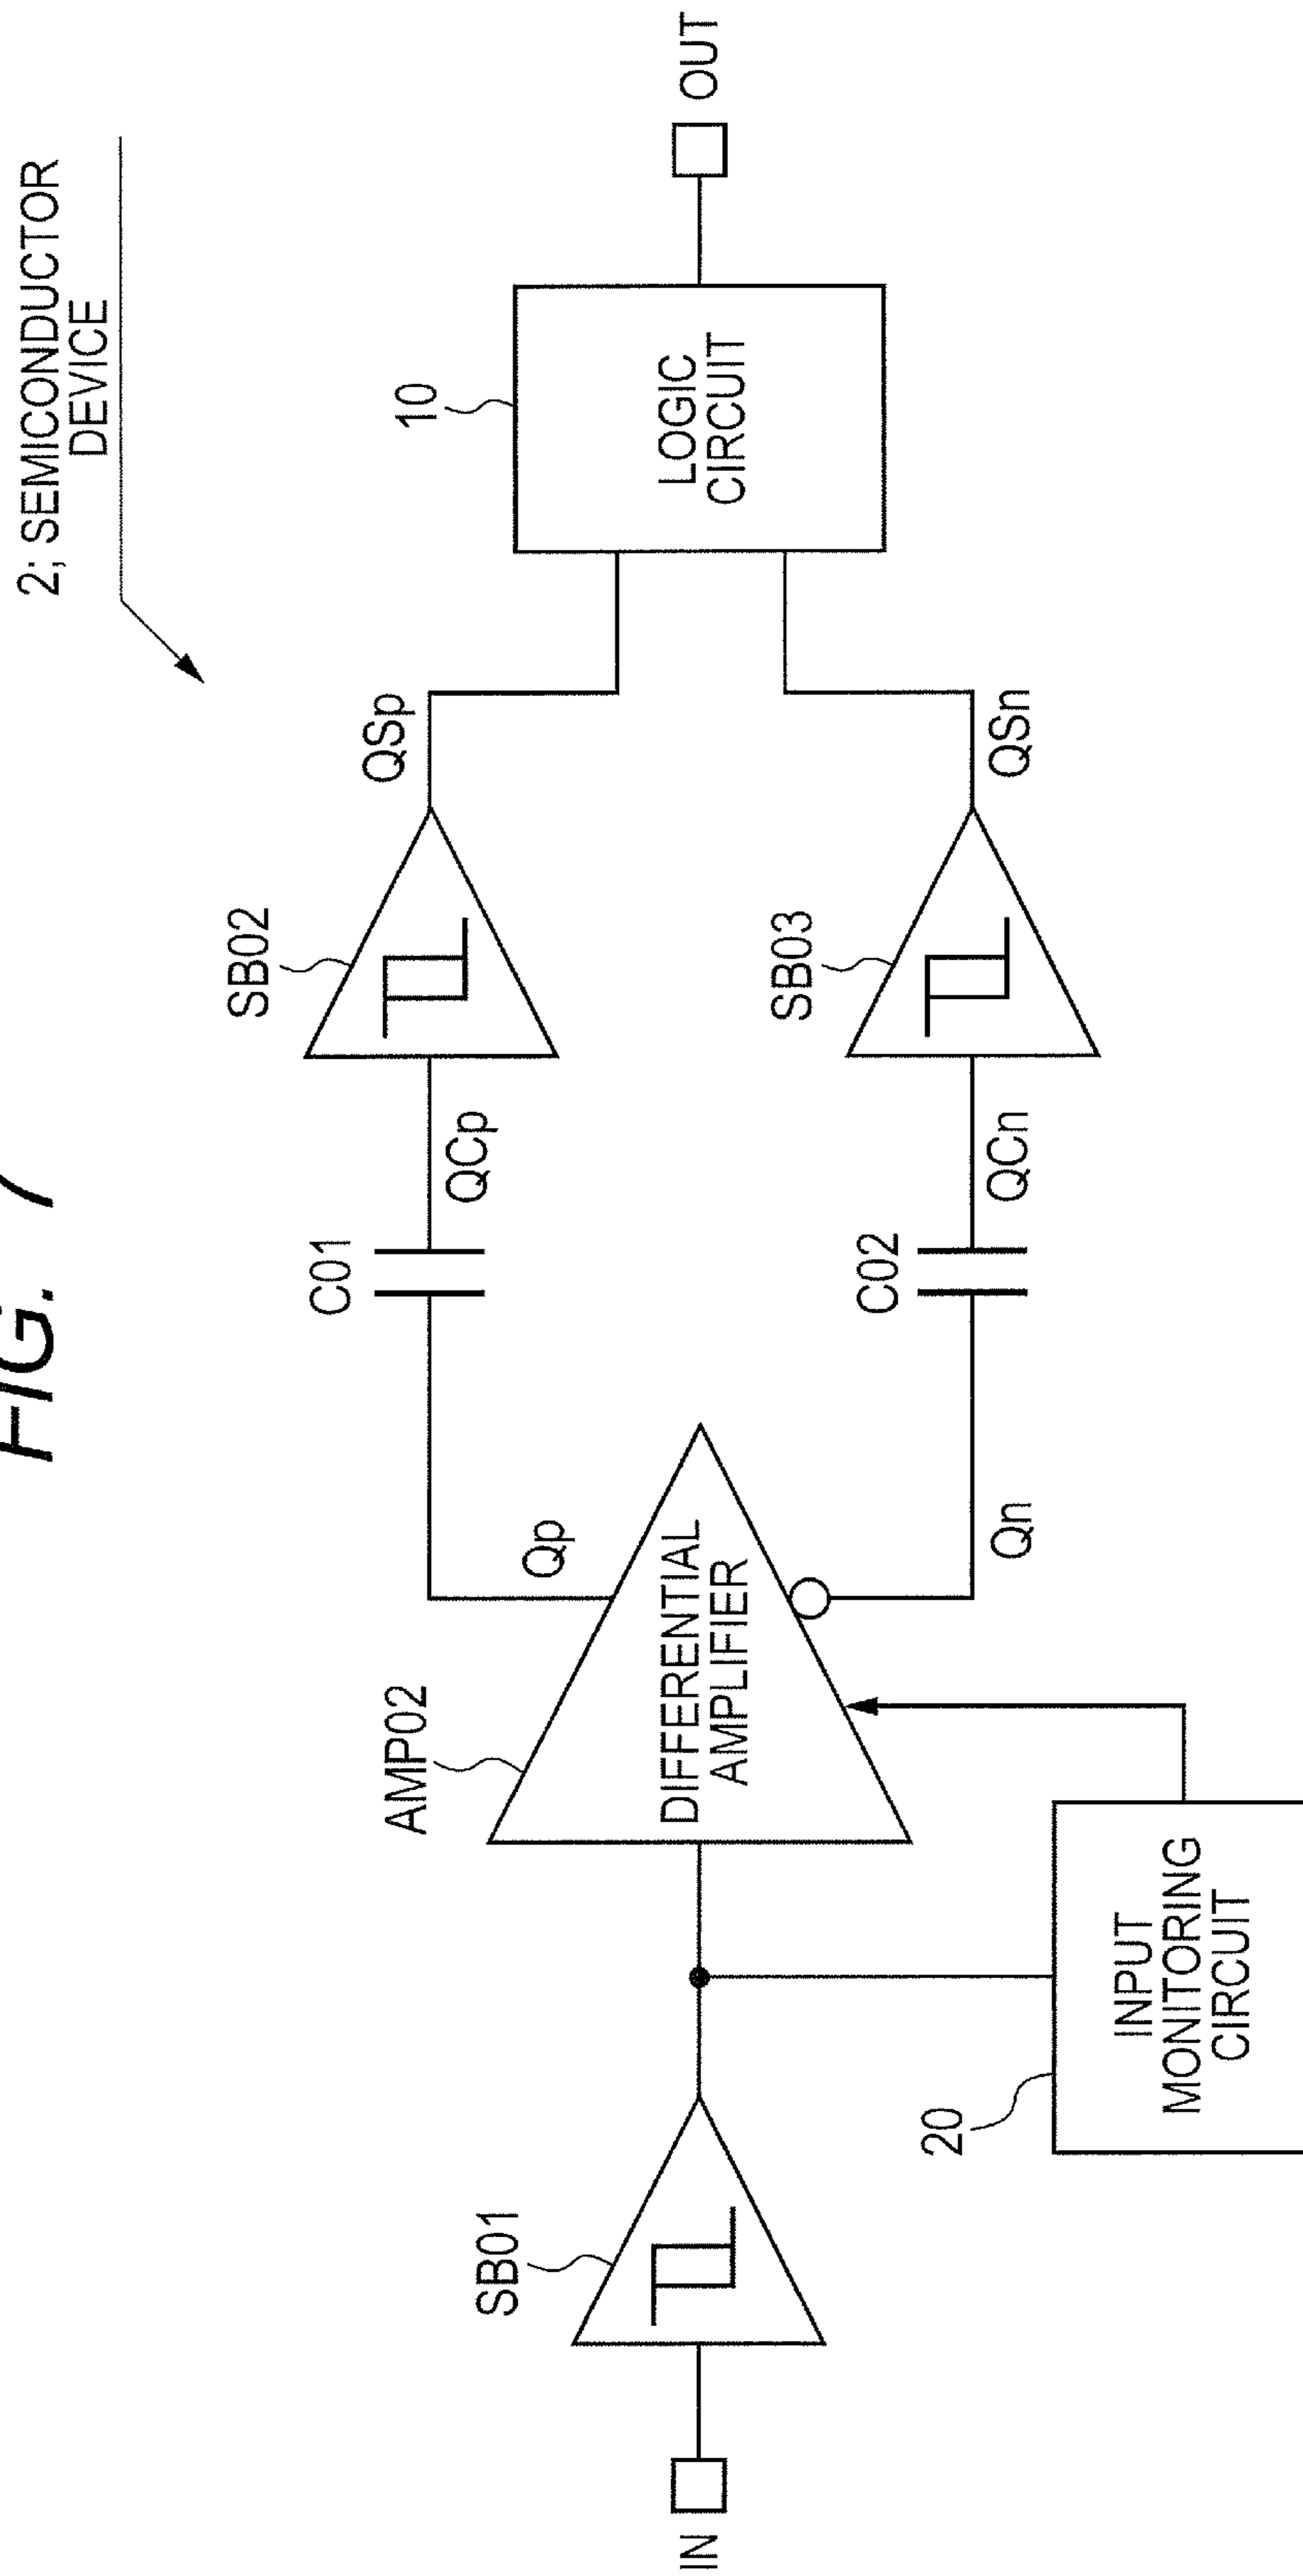 FIG. 7
2; SEMICONDUCTOR
DEVICE
IN
SB01
20
INPUT
MONITORING
CIRCUIT
AMP02
DIFFERENTIAL
AMPLIFIER
Qp
Qn
C01
C02
QCp
QCn
SB02
SB03
QSp
QSn
10
LOGIC
CIRCUIT
OUT